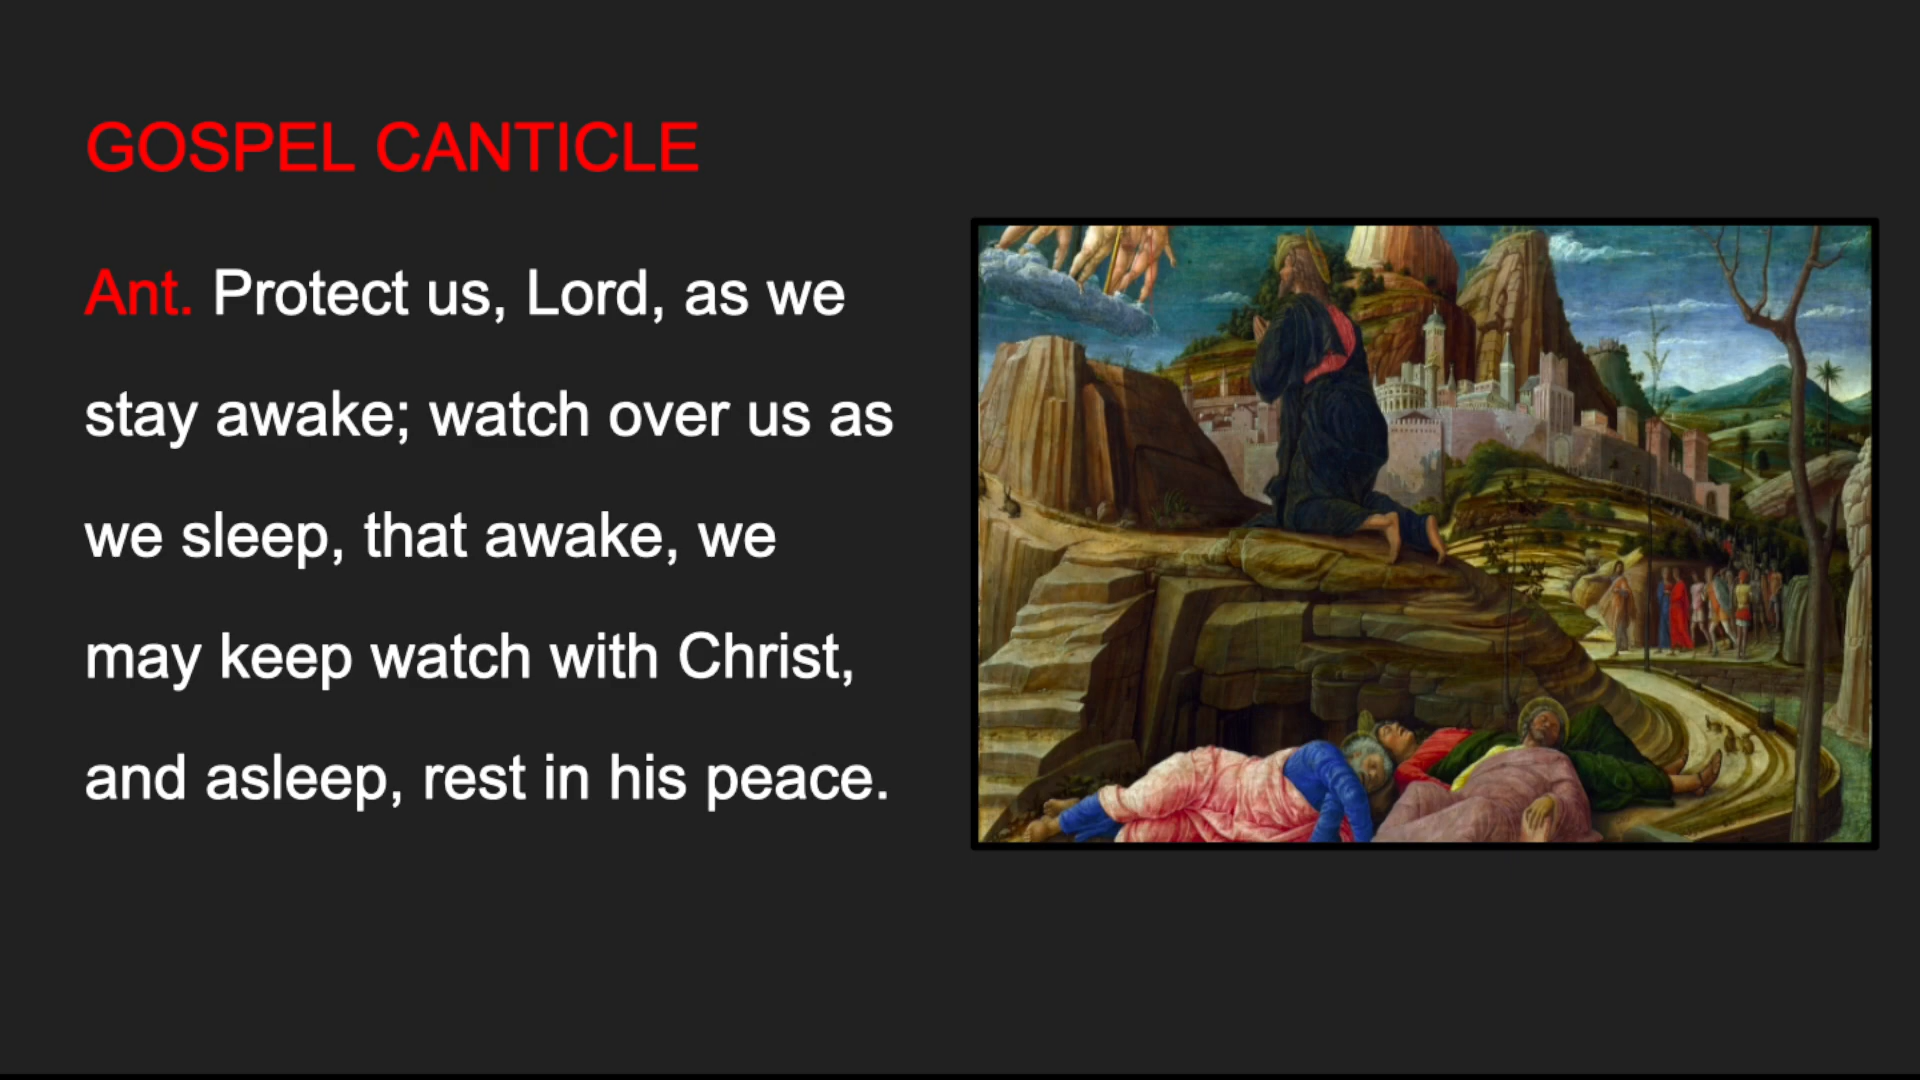 GOSPEL CANTICLE
Ant. Protect us, Lord, as we
stay awake; watch over us as
we sleep, that awake, we
may keep watch with Christ,
and asleep, rest in his peace.